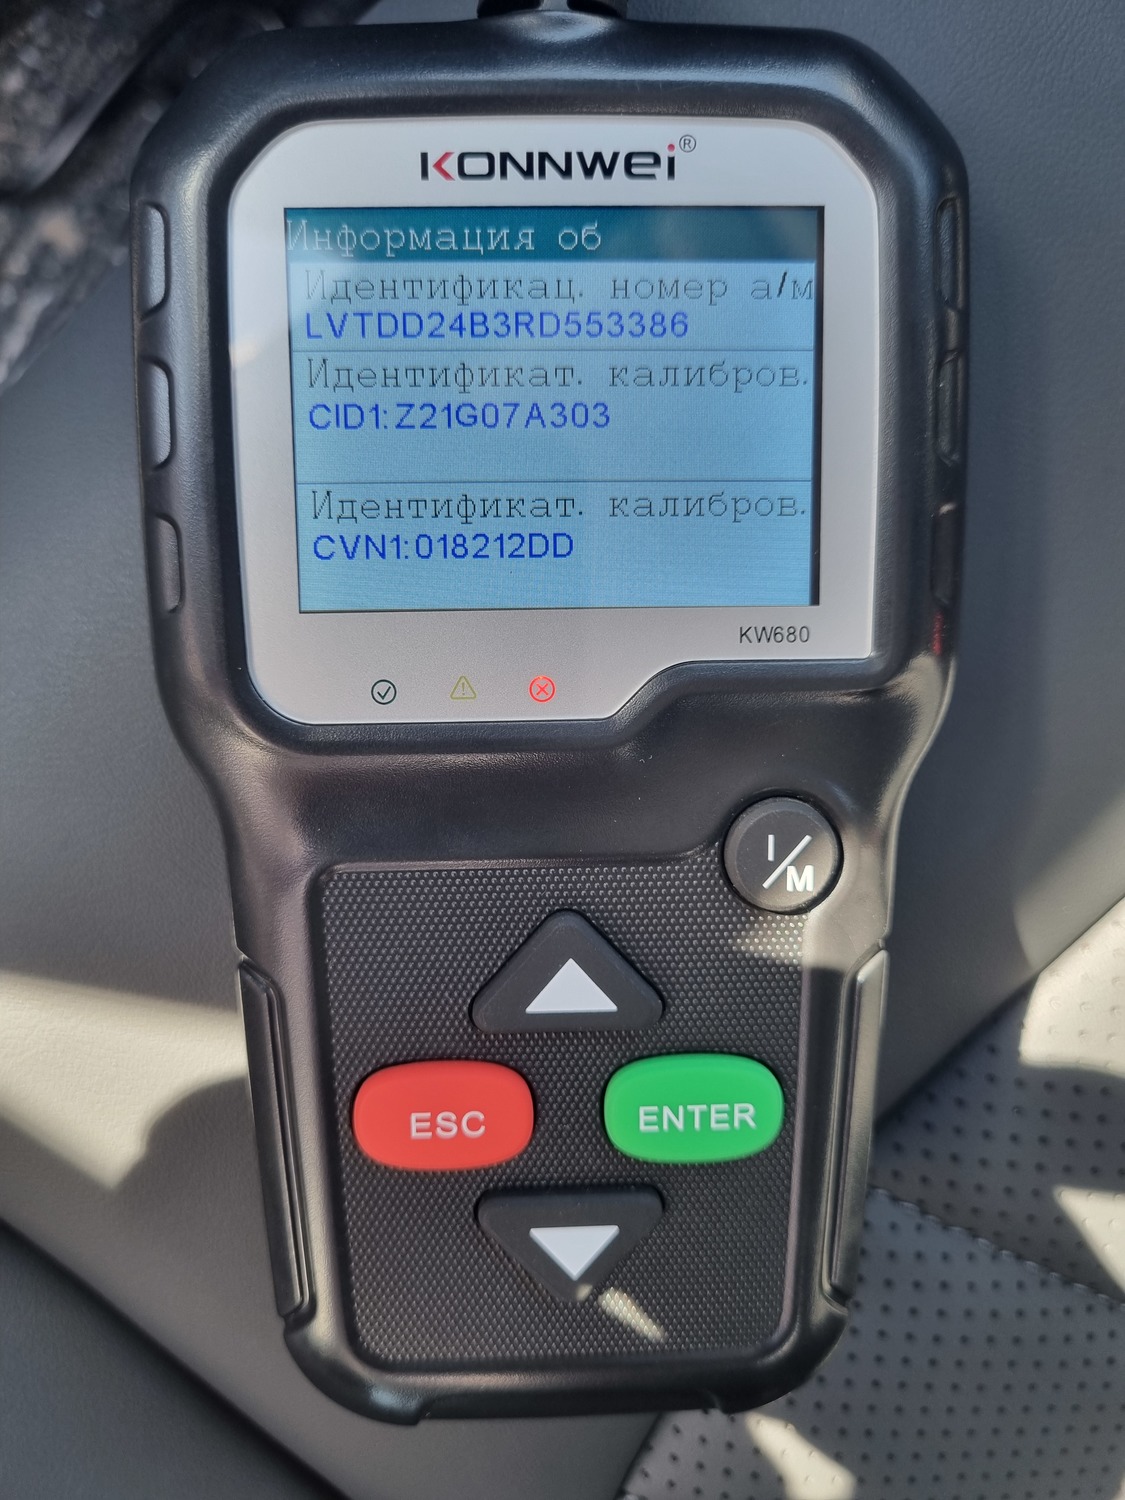 KONNWEI®
Информация об
Идентификац. номер а/м
LVTDD24B3RD553386
Идентификат. калибров.
CID1:Z21G07A303
Идентификат. калибров.
CVN1:018212DD
KW680
I/M
ESC
ENTER